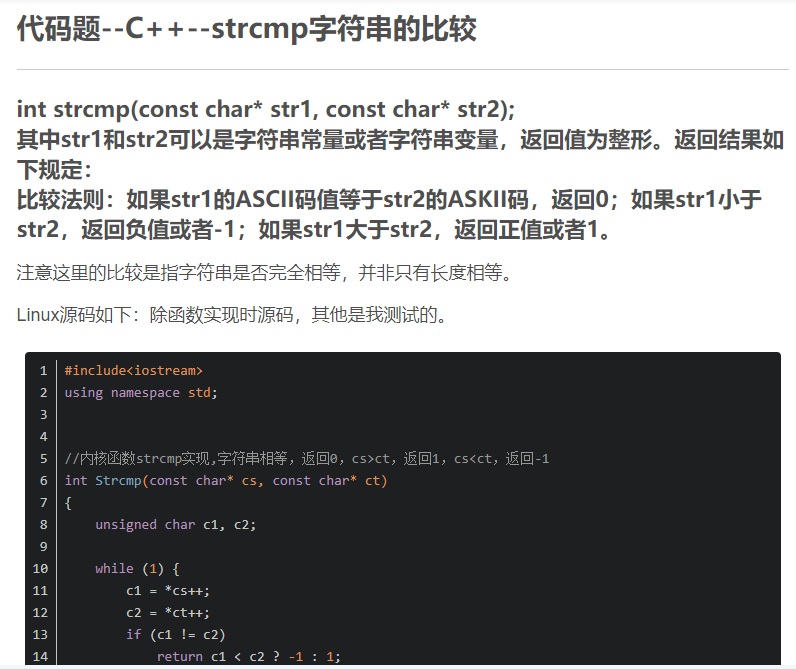 代码题--C++--strcmp字符串的比较
int strcmp(const char* str1, const char* str2);
其中str1和str2可以是字符串常量或者字符串变量，返回值为整形。返回结果如
下规定：
比较法则：如果str1的ASCII码值等于str2的ASKII码，返回0；如果str1小于
str2，返回负值或者-1；如果str1大于str2，返回正值或者1。
注意这里的比较是指字符串是否完全相等，并非只有长度相等。
Linux源码如下：除函数实现时源码，其他是我测试的。
1 #include<iostream>
2 using namespace std;
3
4
5 //内核函数strcmp实现,字符串相等，返回0，cs>ct，返回1，cs<ct，返回-1
6 int Strcmp(const char* cs, const char* ct)
7 {
8     unsigned char c1, c2;
9
10     while (1) {
11         c1 = *cs++;
12         c2 = *ct++;
13         if (c1 != c2)
14             return c1 < c2 ? -1 : 1;